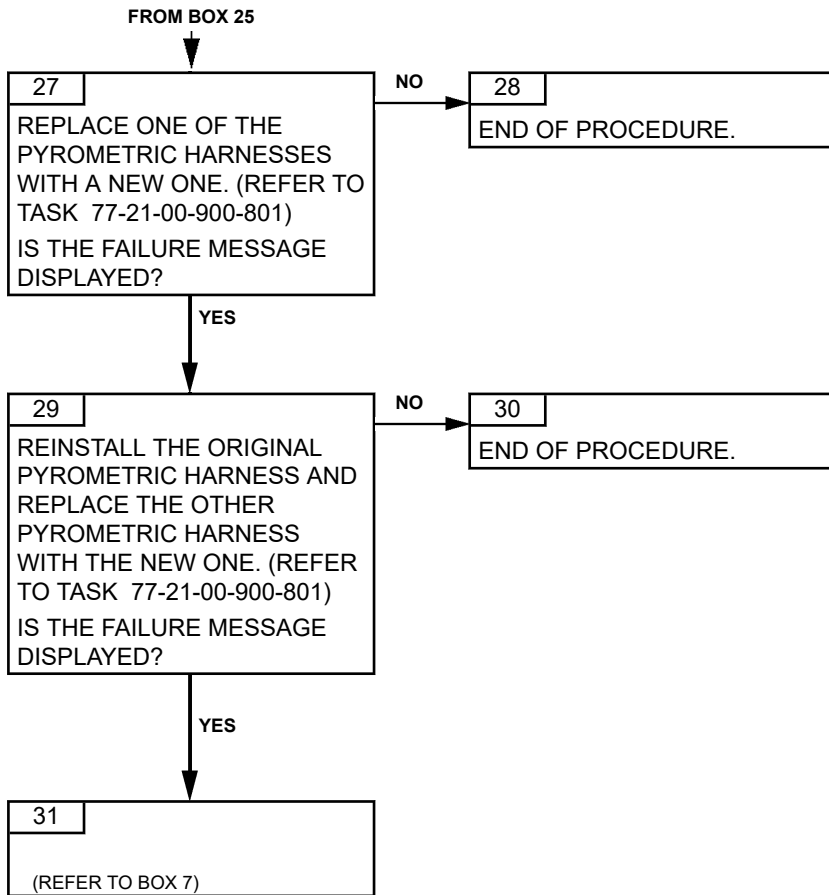 FROM BOX 25
27
REPLACE ONE OF THE
PYROMETRIC HARNESSES
WITH A NEW ONE. (REFER TO
TASK 77-21-00-900-801)
IS THE FAILURE MESSAGE
DISPLAYED?
NO
28
END OF PROCEDURE.
YES
29
REINSTALL THE ORIGINAL
PYROMETRIC HARNESS AND
REPLACE THE OTHER
PYROMETRIC HARNESS
WITH THE NEW ONE. (REFER
TO TASK 77-21-00-900-801)
IS THE FAILURE MESSAGE
DISPLAYED?
NO
30
END OF PROCEDURE.
YES
31
(REFER TO BOX 7)